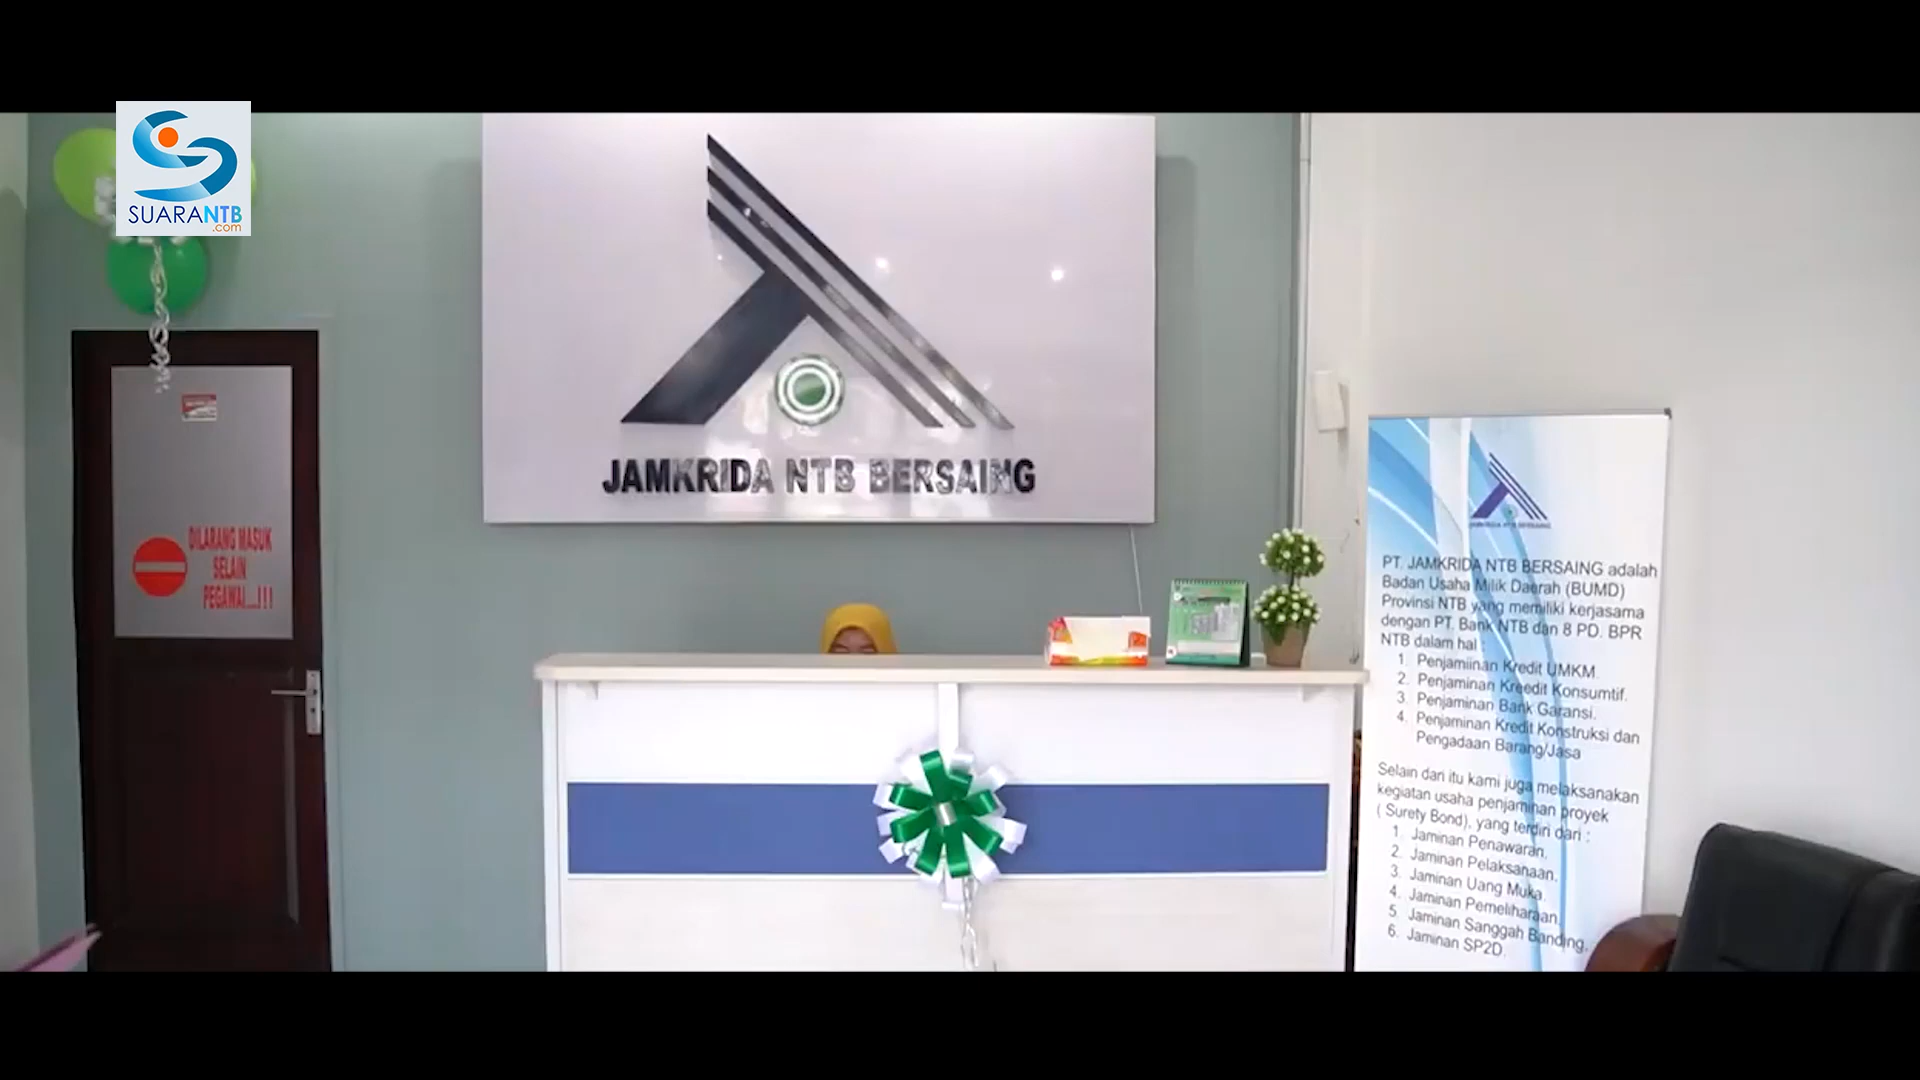 SUARANTB
.com
JAMKRIDA NTB BERSAING
DILARANG MASUK
SELAIN
PEGAWAI...!!!
JAMKRIDA NTB BERSAING
PT. JAMKRIDA NTB BERSAING adalah
Badan Usaha Milik Daerah (BUMD)
Provinsi NTB yang memiliki kerjasama
dengan PT. Bank NTB dan 8 PD. BPR
NTB dalam hal :
1. Penjamiinan Kredit UMKM.
2. Penjaminan Kreedit Konsumtif.
3. Penjaminan Bank Garansi.
4. Penjaminan Kredit Konstruksi dan
Pengadaan Barang/Jasa
Selain dari itu kami juga melaksanakan
kegiatan usaha penjaminan proyek
( Surety Bond), yang terdiri dari :
1. Jaminan Penawaran.
2. Jaminan Pelaksanaan.
3. Jaminan Uang Muka.
4. Jaminan Pemeliharaan.
5. Jaminan Sanggah Banding.
6. Jaminan SP2D.